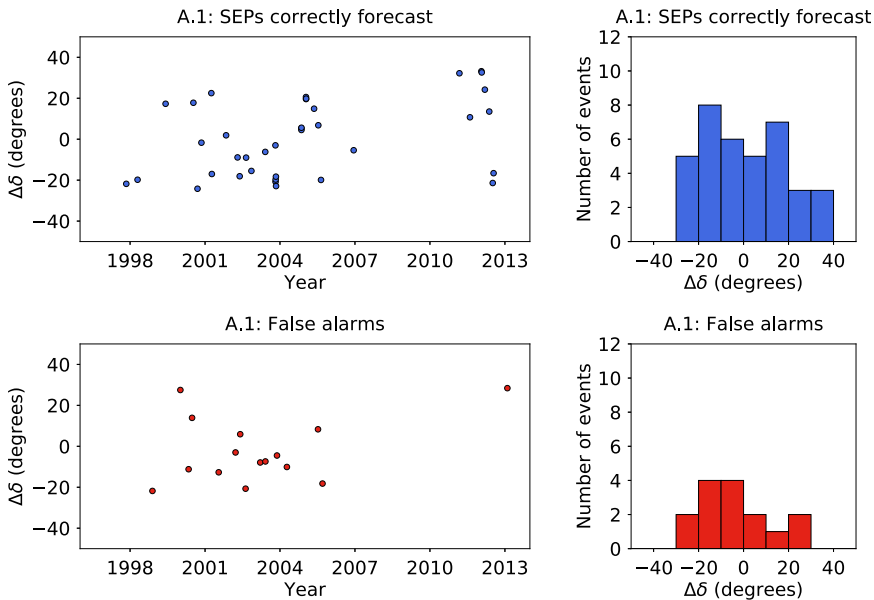 A.1: SEPs correctly forecast
40
20
0
−20
−40
Δδ (degrees)
1998 2001 2004 2007 2010 2013
Year
A.1: SEPs correctly forecast
12
10
8
6
4
2
0
Number of events
−40 −20 0 20 40
Δδ (degrees)
A.1: False alarms
40
20
0
−20
−40
Δδ (degrees)
1998 2001 2004 2007 2010 2013
Year
A.1: False alarms
12
10
8
6
4
2
0
Number of events
−40 −20 0 20 40
Δδ (degrees)